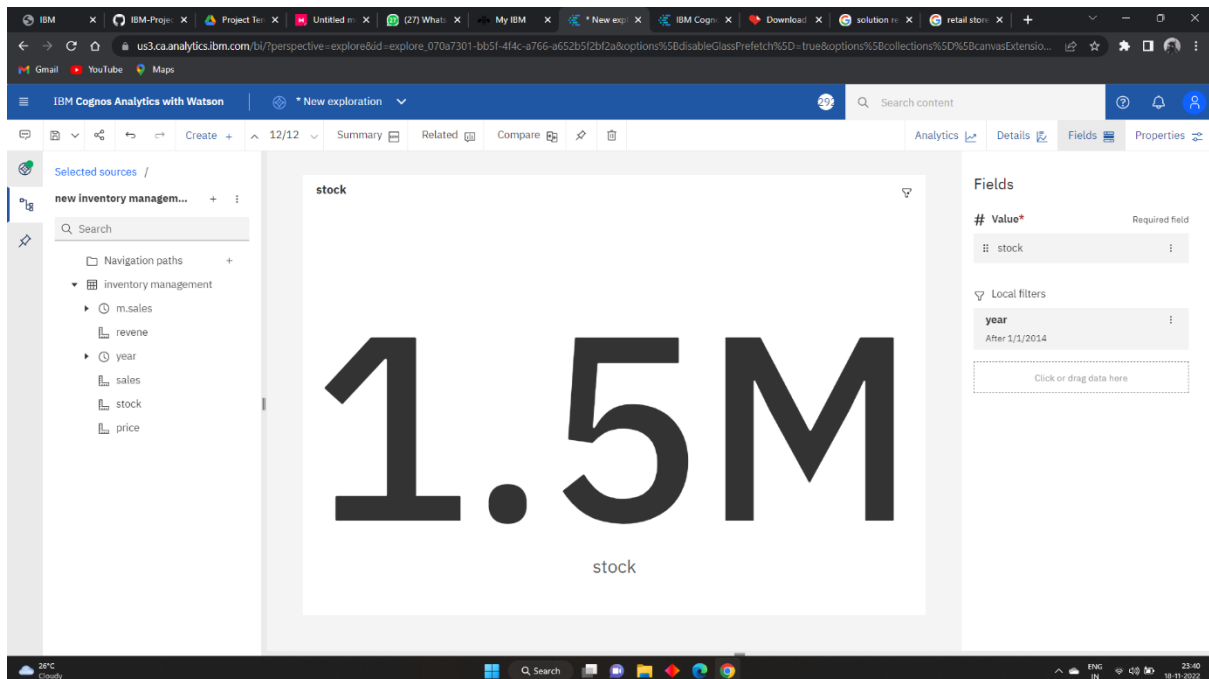 IBM
IBM-Projec
Project Ten
Untitled m
(27) Whats
My IBM
* New expl
IBM Cogno
Download
solution re
retail store
us3.ca.analytics.ibm.com/bi/?perspective=explore&id=explore_070a7301-bb5f-4f4c-a766-a652b5f2bf2a&options%5BdisableGlassPrefetch%5D=true&options%5Bcollections%5D%5BcanvasExtensio...
Gmail YouTube Maps
IBM Cognos Analytics with Watson
* New exploration
Search content
Create + 12/12 Summary Related Compare
Analytics Details Fields Properties
Selected sources /
new inventory managem...
Search
Navigation paths
inventory management
m.sales
revene
year
sales
stock
price
stock
1.5M
stock
Fields
# Value* Required field
stock
Local filters
year
After 1/1/2014
Click or drag data here
26°C
Cloudy
Search
ENG
IN
23:40
18-11-2022